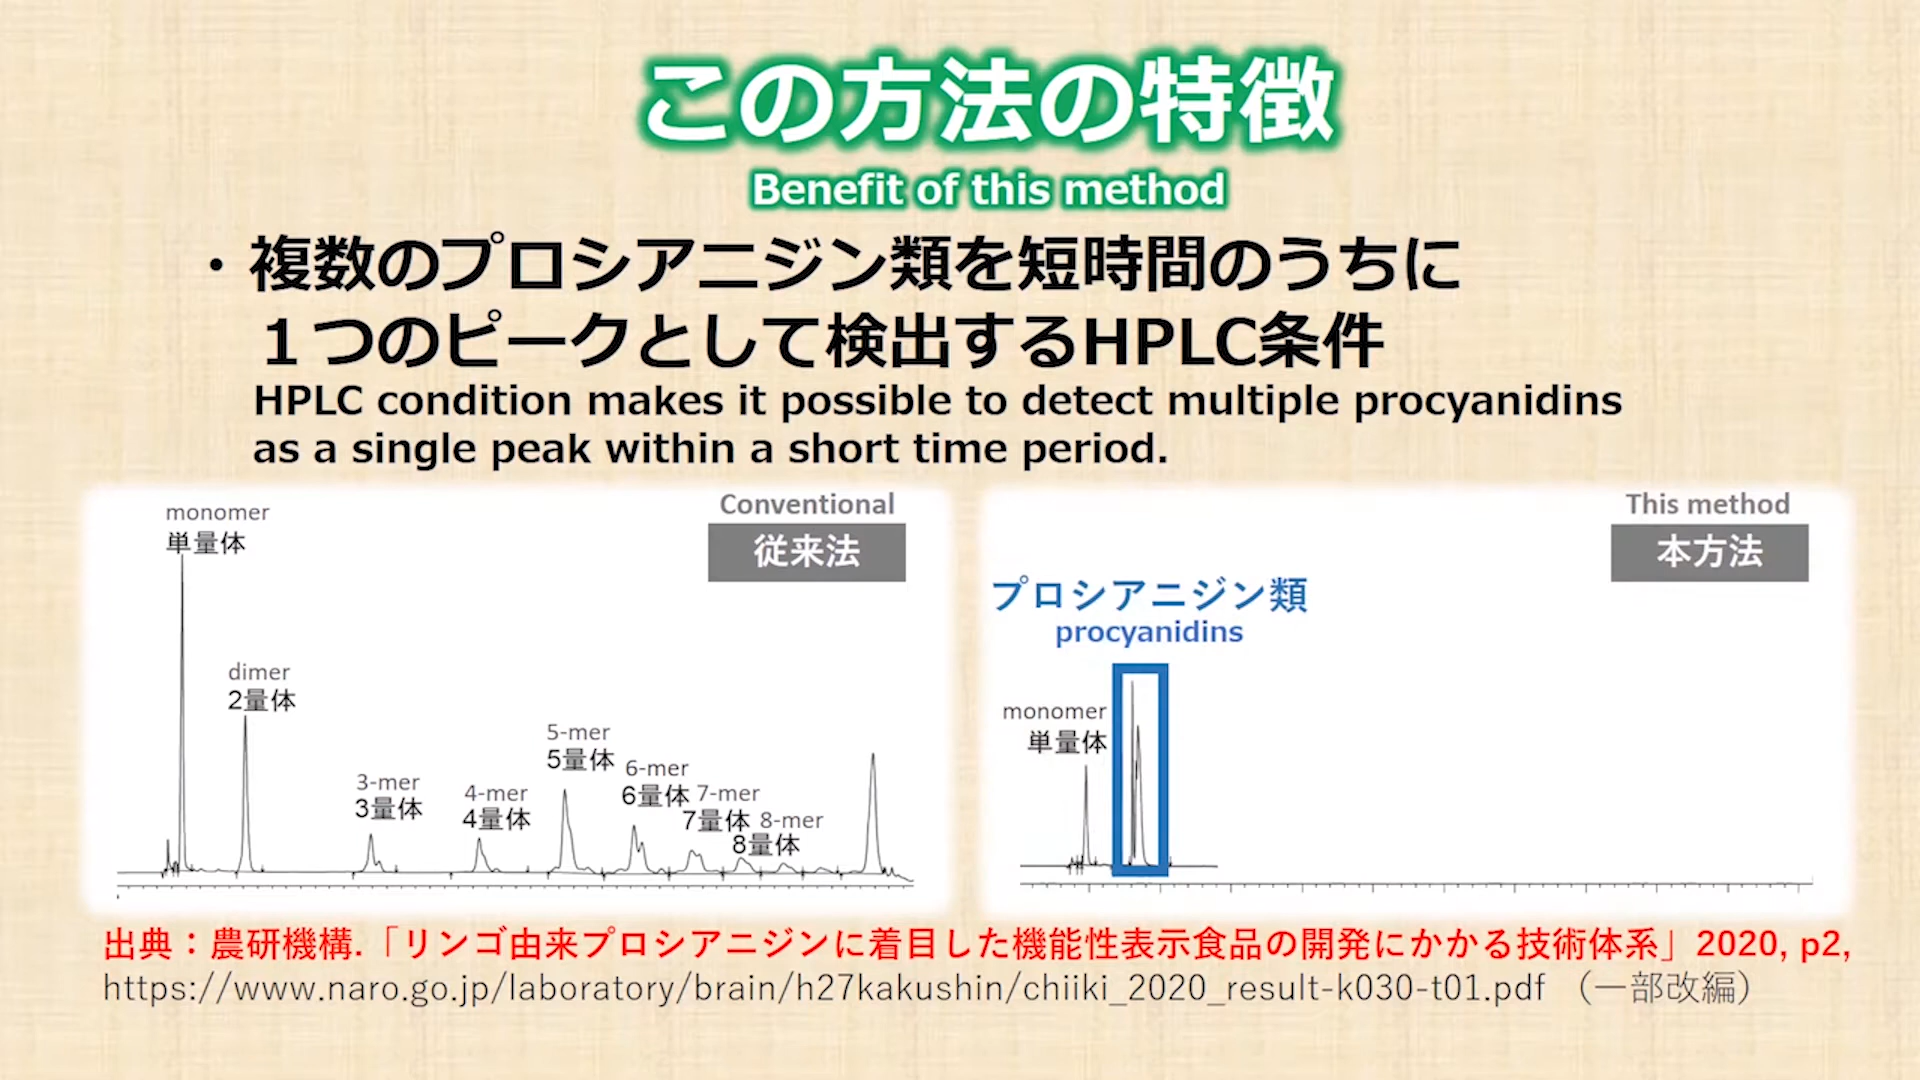 この方法の特徴
Benefit of this method
・複数のプロシアニジン類を短時間のうちに
１つのピークとして検出するHPLC条件
HPLC condition makes it possible to detect multiple procyanidins
as a single peak within a short time period.
Conventional
従来法
monomer
単量体
dimer
2量体
3-mer
3量体
4-mer
4量体
5-mer
5量体
6-mer
6量体
7-mer
7量体
8-mer
8量体
This method
本方法
プロシアニジン類
procyanidins
monomer
単量体
出典：農研機構.「リンゴ由来プロシアニジンに着目した機能性表示食品の開発にかかる技術体系」2020, p2,
https://www.naro.go.jp/laboratory/brain/h27kakushin/chiiki_2020_result-k030-t01.pdf （一部改編）